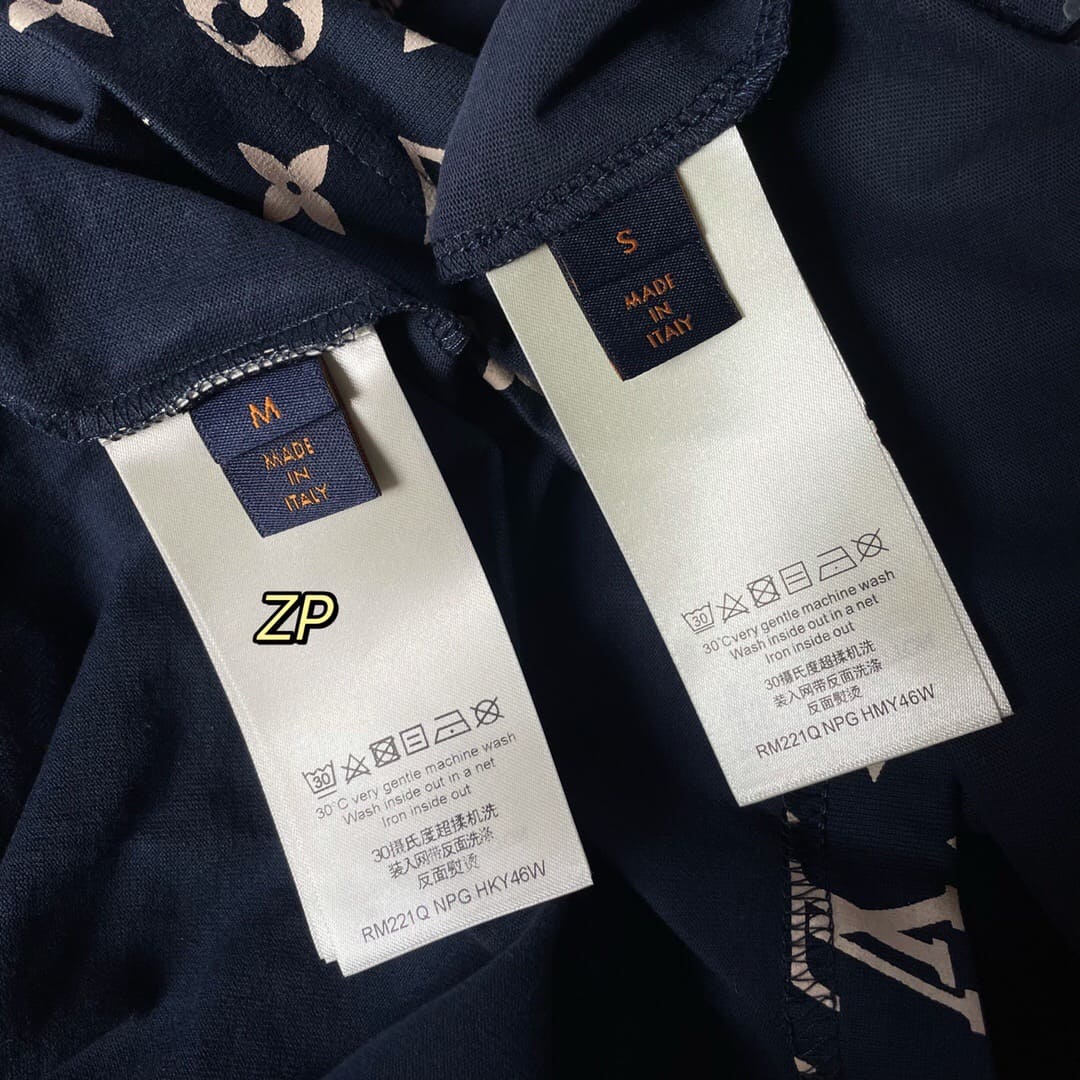 M
MADE
IN
ITALY
ZP
30
30°C very gentle machine wash
Wash inside out in a net
Iron inside out
30摄氏度超揉机洗
装入网带反面洗涤
反面熨烫
RM221Q NPG HKY46W
S
MADE
IN
ITALY
30
30°C very gentle machine wash
Wash inside out in a net
Iron inside out
30摄氏度超揉机洗
装入网带反面洗涤
反面熨烫
RM221Q NPG HMY46W
LV